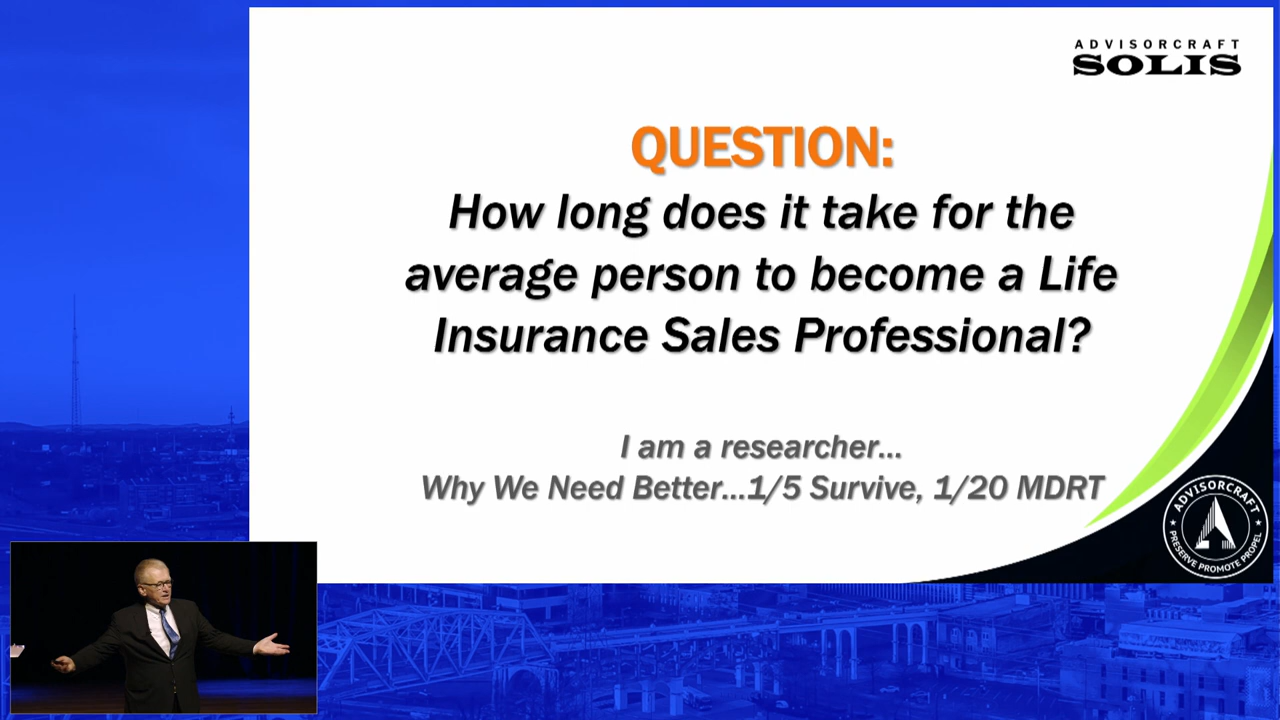 ADVISORCRAFT
SOLIS
QUESTION:
How long does it take for the
average person to become a Life
Insurance Sales Professional?
I am a researcher...
Why We Need Better...1/5 Survive, 1/20 MDRT
ADVISORCRAFT
PRESERVE PROMOTE PROPEL